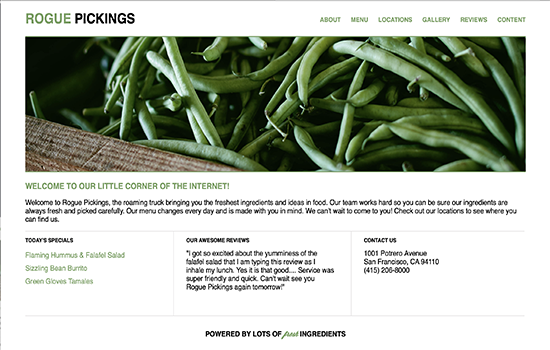 ROGUE PICKINGS
ABOUT MENU LOCATIONS GALLERY REVIEWS CONTENT
WELCOME TO OUR LITTLE CORNER OF THE INTERNET!
Welcome to Rogue Pickings, the roaming truck bringing you the freshest ingredients and ideas in food. Our team works hard so you can be sure our ingredients are
always fresh and picked carefully. Our menu changes every day and is made with you in mind. We can't wait to come to you! Check out our locations to see where you
can find us.
TODAY'S SPECIALS
Flaming Hummus & Falafel Salad
Sizzling Bean Burrito
Green Gloves Tamales
OUR AWESOME REVIEWS
"I got so excited about the yumminess of the
falafel salad that I am typing this review as I
inhale my lunch. Yes it is that good.... Service was
super friendly and quick. Can't wait see you
Rogue Pickings again tomorrow!"
CONTACT US
1001 Potrero Avenue
San Francisco, CA 94110
(415) 206-8000
POWERED BY LOTS OF fresh INGREDIENTS